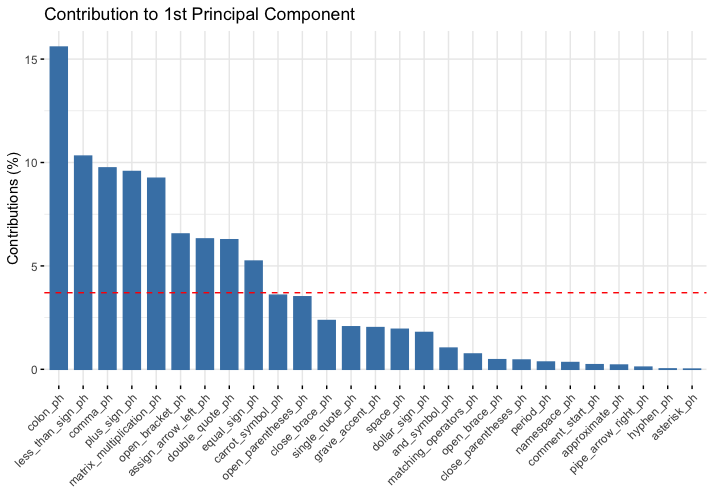 Contribution to 1st Principal Component
Contributions (%)
15
10
5
0
colon_ph
less_than_sign_ph
comma_ph
plus_sign_ph
matrix_multiplication_ph
open_bracket_ph
assign_arrow_left_ph
double_quote_ph
equal_sign_ph
carrot_symbol_ph
open_parentheses_ph
close_brace_ph
single_quote_ph
grave_accent_ph
space_ph
dollar_sign_ph
and_symbol_ph
matching_operators_ph
open_brace_ph
close_parentheses_ph
period_ph
namespace_ph
comment_start_ph
approximate_ph
pipe_arrow_right_ph
hyphen_ph
asterisk_ph